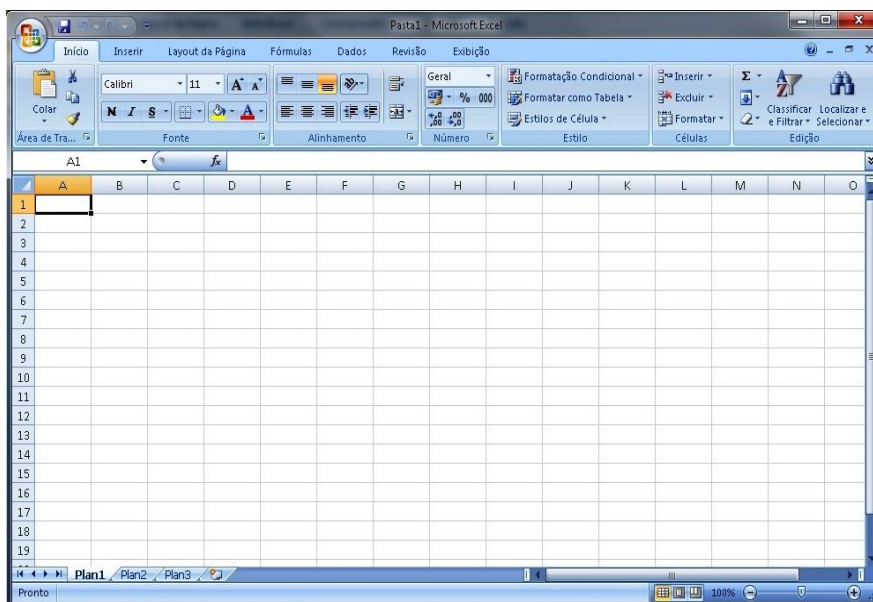 Pasta1 - Microsoft Excel
Início Inserir Layout da Página Fórmulas Dados Revisão Exibição
Colar
Calibri 11 A A
N I S A
Geral
% 000
,00 ,0
Formatação Condicional
Formatar como Tabela
Estilos de Célula
Inserir
Excluir
Formatar
Σ
Classificar e Filtrar
Localizar e Selecionar
Área de Tra... Fonte Alinhamento Número Estilo Células Edição
A1 fx
A B C D E F G H I J K L M N O
1
2
3
4
5
6
7
8
9
10
11
12
13
14
15
16
17
18
19
Plan1 Plan2 Plan3
Pronto 100%